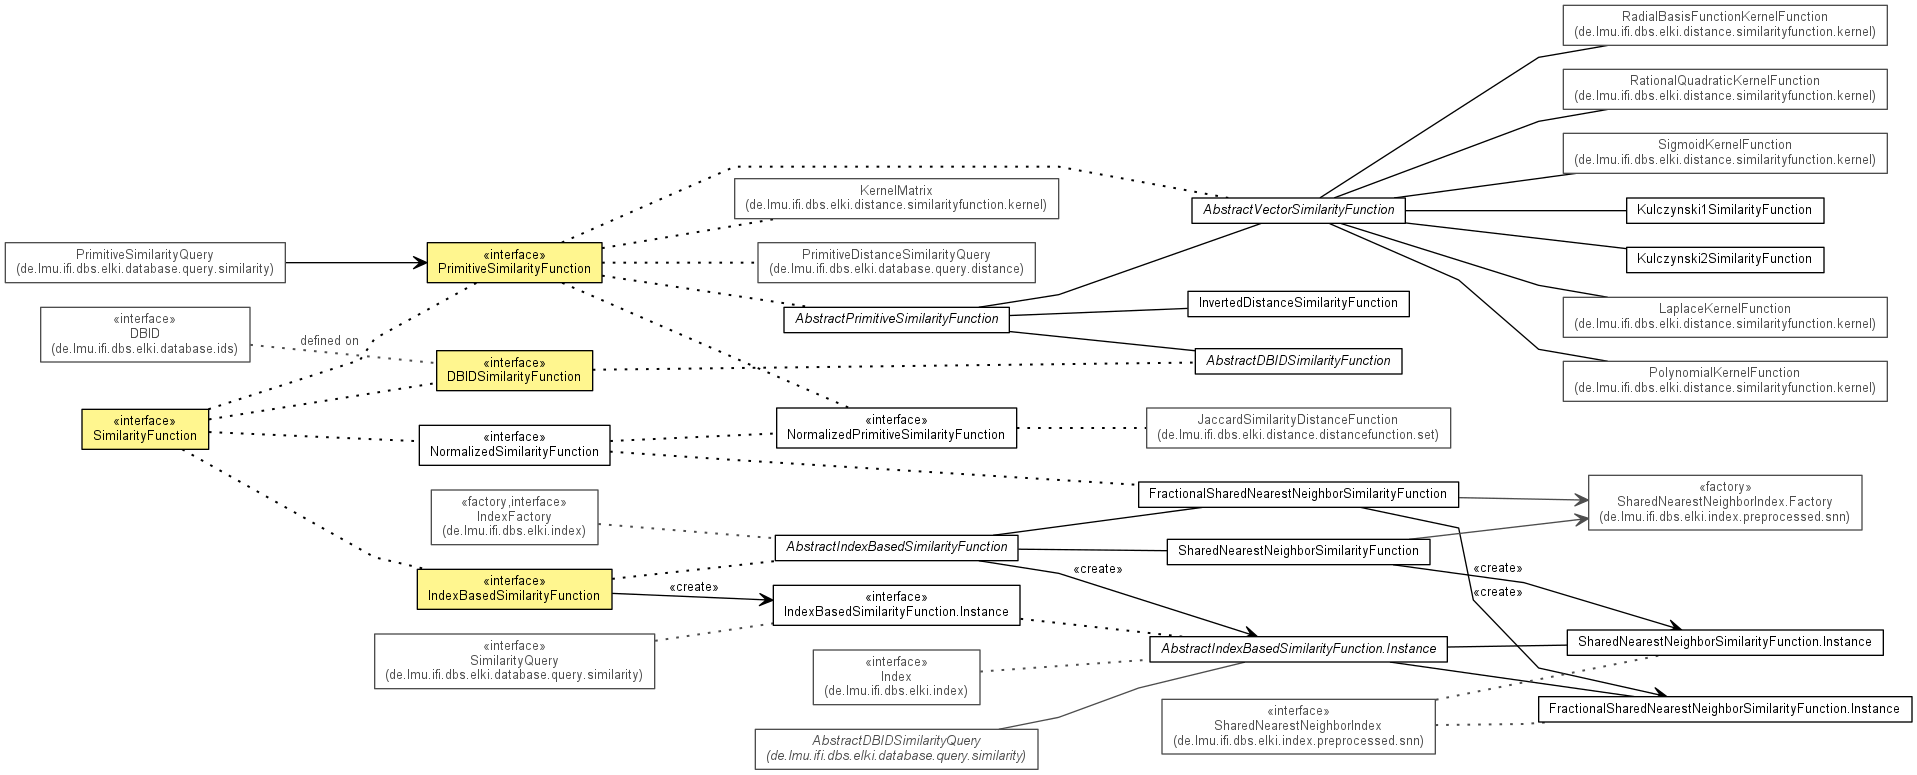 RadialBasisFunctionKernelFunction
(de.lmu.ifi.dbs.elki.distance.similarityfunction.kernel)
RationalQuadraticKernelFunction
(de.lmu.ifi.dbs.elki.distance.similarityfunction.kernel)
SigmoidKernelFunction
(de.lmu.ifi.dbs.elki.distance.similarityfunction.kernel)
KernelMatrix
(de.lmu.ifi.dbs.elki.distance.similarityfunction.kernel)
AbstractVectorSimilarityFunction
Kulczynski1SimilarityFunction
PrimitiveSimilarityQuery
(de.lmu.ifi.dbs.elki.database.query.similarity)
«interface»
PrimitiveSimilarityFunction
PrimitiveDistanceSimilarityQuery
(de.lmu.ifi.dbs.elki.database.query.distance)
Kulczynski2SimilarityFunction
«interface»
DBID
(de.lmu.ifi.dbs.elki.database.ids)
defined on
AbstractPrimitiveSimilarityFunction
InvertedDistanceSimilarityFunction
LaplaceKernelFunction
(de.lmu.ifi.dbs.elki.distance.similarityfunction.kernel)
«interface»
DBIDSimilarityFunction
AbstractDBIDSimilarityFunction
PolynomialKernelFunction
(de.lmu.ifi.dbs.elki.distance.similarityfunction.kernel)
«interface»
SimilarityFunction
«interface»
NormalizedSimilarityFunction
«interface»
NormalizedPrimitiveSimilarityFunction
JaccardSimilarityDistanceFunction
(de.lmu.ifi.dbs.elki.distance.distancefunction.set)
«factory,interface»
IndexFactory
(de.lmu.ifi.dbs.elki.index)
FractionalSharedNearestNeighborSimilarityFunction
«factory»
SharedNearestNeighborIndex.Factory
(de.lmu.ifi.dbs.elki.index.preprocessed.snn)
AbstractIndexBasedSimilarityFunction
SharedNearestNeighborSimilarityFunction
«interface»
IndexBasedSimilarityFunction
«create»
«interface»
IndexBasedSimilarityFunction.Instance
«create»
«create»
«create»
«interface»
SimilarityQuery
(de.lmu.ifi.dbs.elki.database.query.similarity)
«interface»
Index
(de.lmu.ifi.dbs.elki.index)
AbstractIndexBasedSimilarityFunction.Instance
SharedNearestNeighborSimilarityFunction.Instance
AbstractDBIDSimilarityQuery
(de.lmu.ifi.dbs.elki.database.query.similarity)
«interface»
SharedNearestNeighborIndex
(de.lmu.ifi.dbs.elki.index.preprocessed.snn)
FractionalSharedNearestNeighborSimilarityFunction.Instance